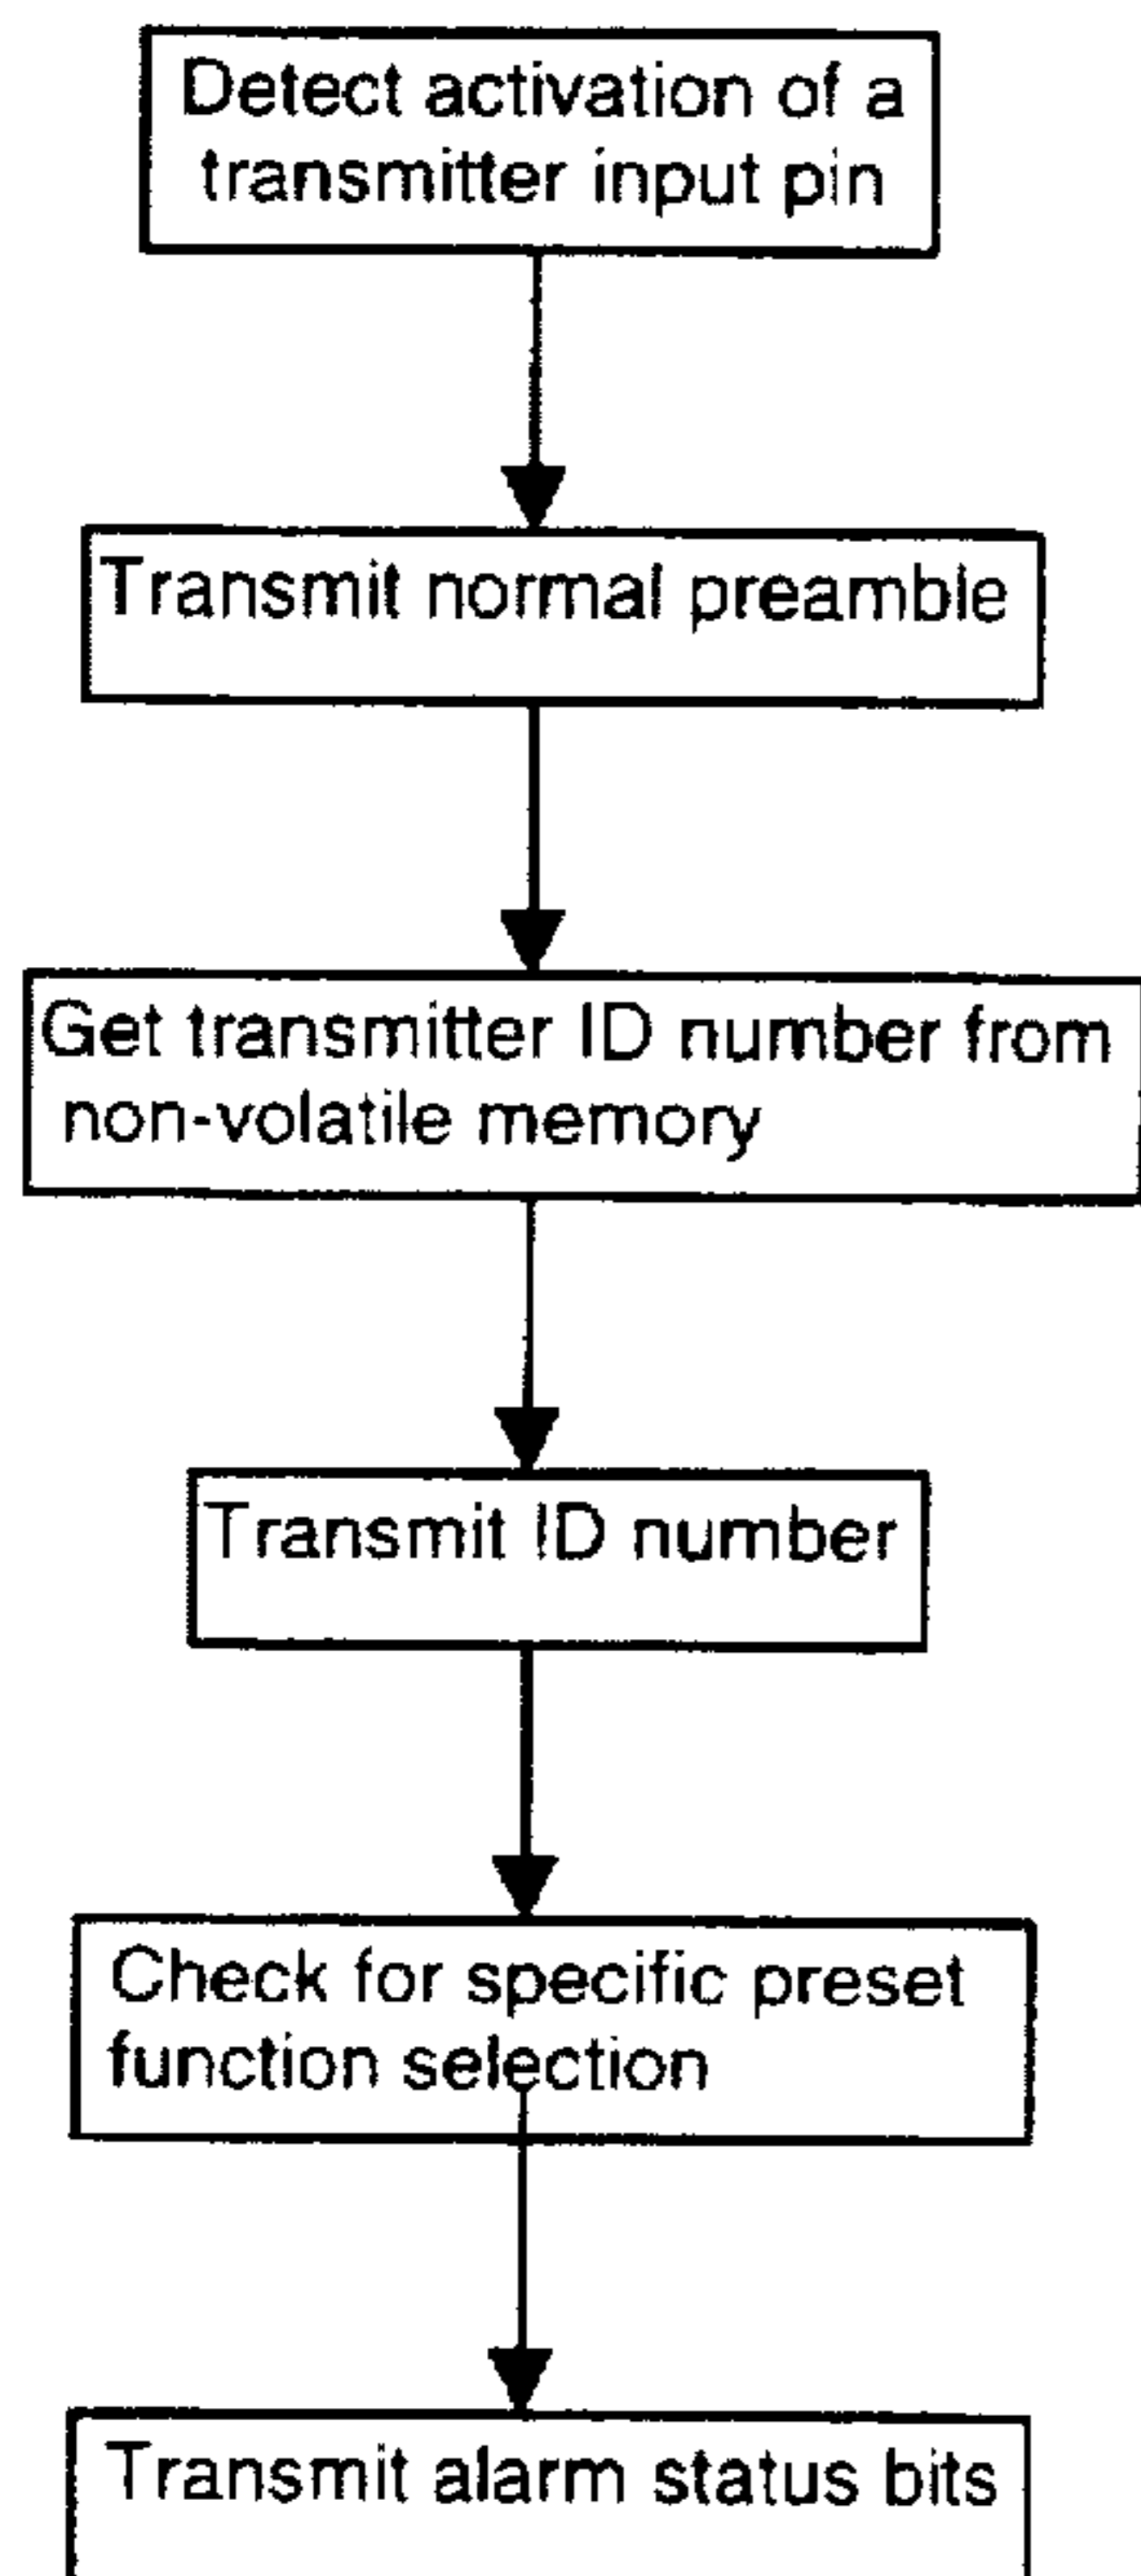 Detect activation of a
transmitter input pin
Transmit normal preamble
Get transmitter ID number from
non-volatile memory
Transmit ID number
Check for specific preset
function selection
Transmit alarm status bits